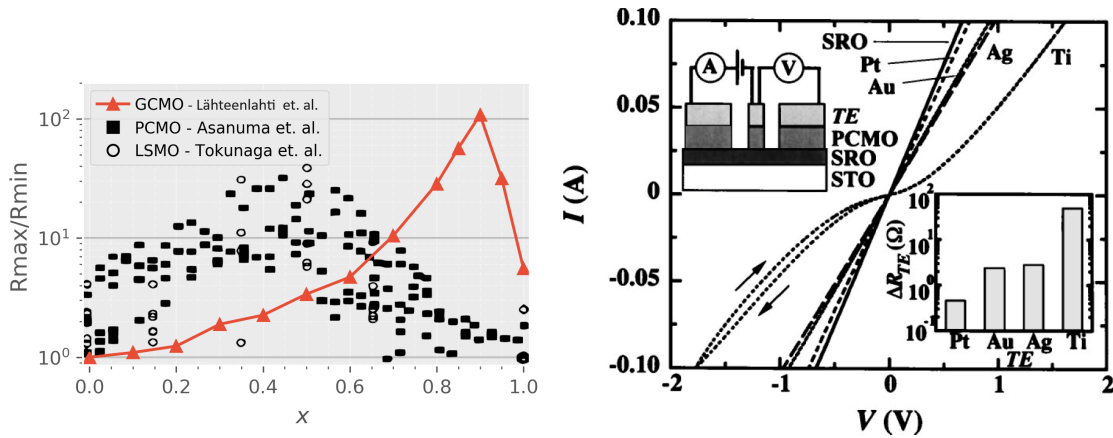 10²
10¹
10⁰
Rmax/Rmin
GCMO - Lähteenlahti et. al.
PCMO - Asanuma et. al.
LSMO - Tokunaga et. al.
0.0 0.2 0.4 0.6 0.8 1.0
x
0.10
0.05
0
-0.05
-0.10
I (A)
A V
TE
PCMO
SRO
STO
SRO
Pt
Au
Ag
Ti
10²
10¹
10⁰
10⁻¹
ΔR_TE (Ω)
Pt Au Ag Ti
TE
-2 -1 0 1 2
V (V)